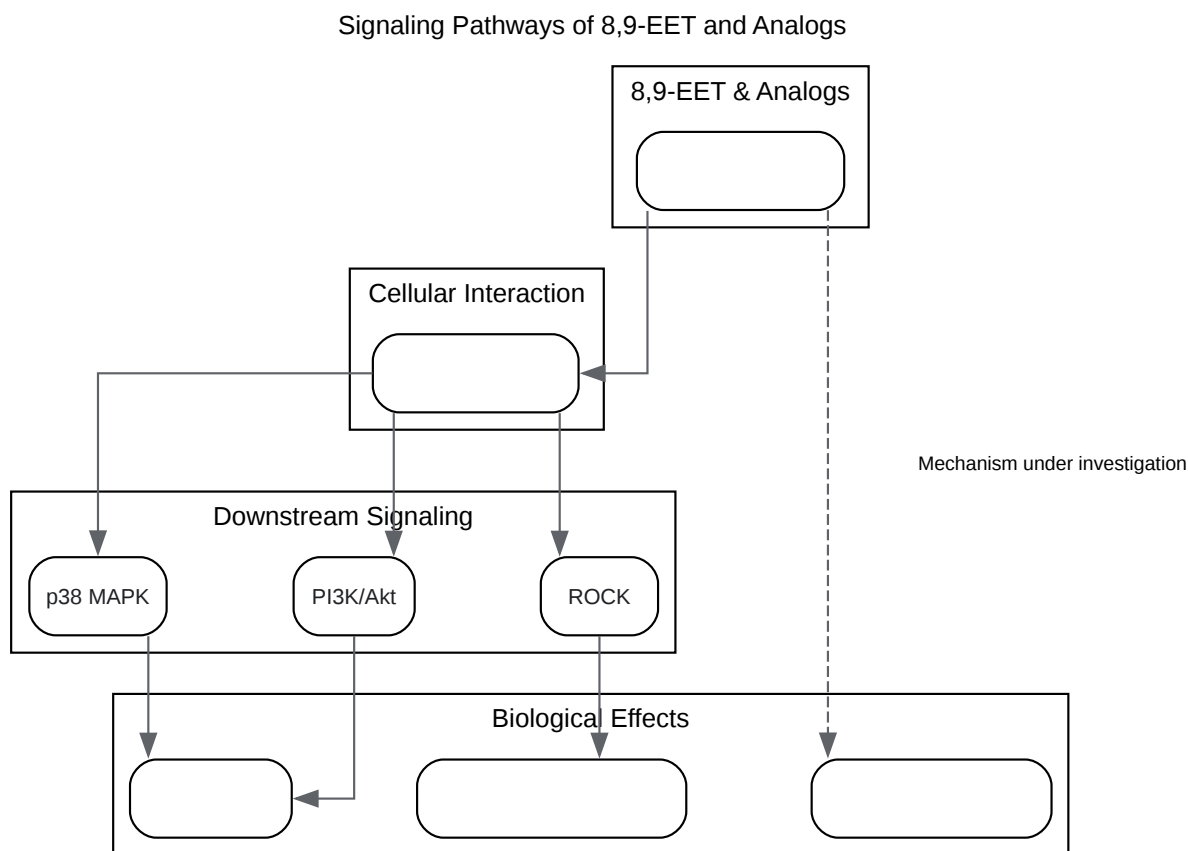 Signaling Pathways of 8,9-EET and Analogs
8,9-EET & Analogs
Cellular Interaction
Mechanism under investigation
Downstream Signaling
p38 MAPK
PI3K/Akt
ROCK
Biological Effects